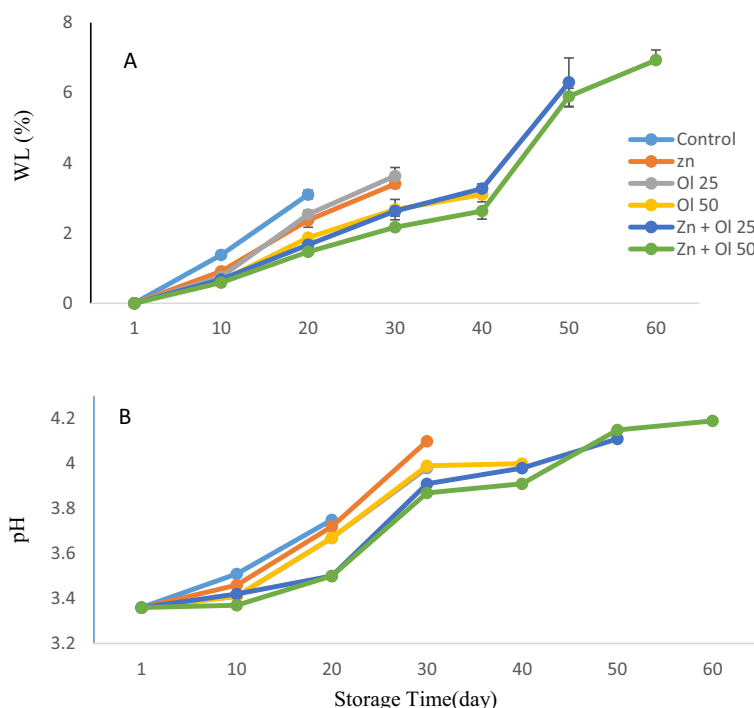 8
A
6
WL (%)
Control
zn
4
Ol 25
Ol 50
2
Zn + Ol 25
Zn + Ol 50
0
1 10 20 30 40 50 60
B
4.2
4
3.8
pH
3.6
3.4
3.2
1 10 20 30 40 50 60
Storage Time(day)